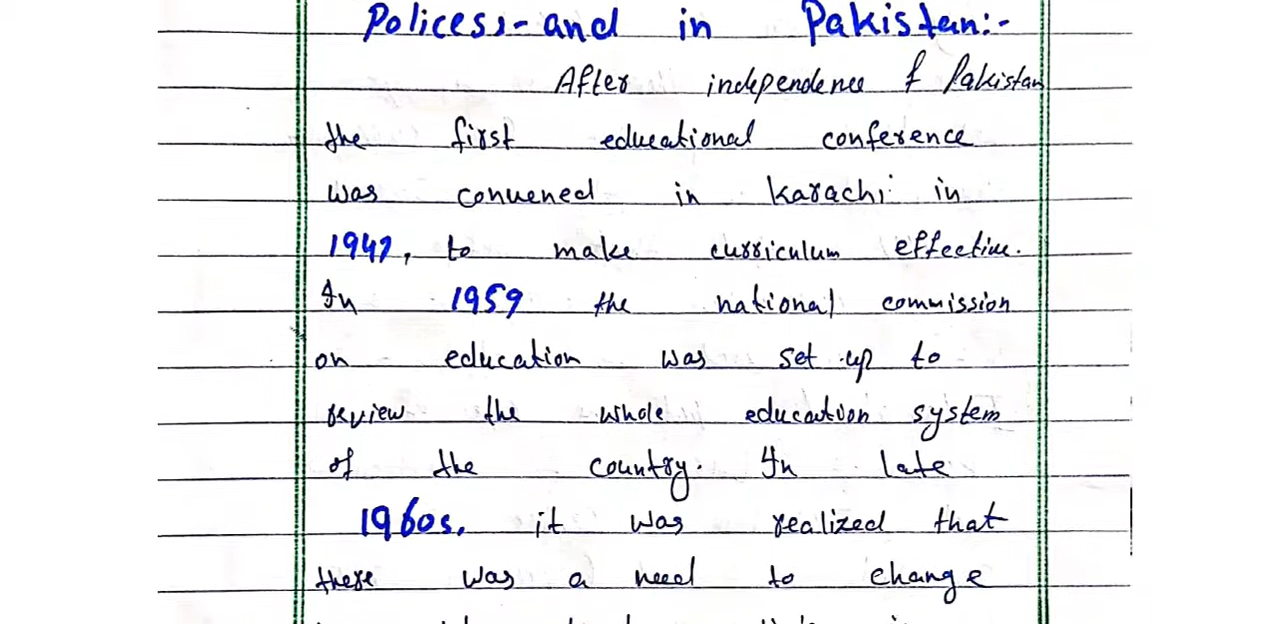 Polices:- and in Pakistan:-
After independence of Pakistan
the first educational conference
was convened in Karachi in
1947, to make curriculum effective.
In 1959 the national commission
on education was set up to
review the whole education system
of the country. In late
1960s, it was realized that
there was a need to change